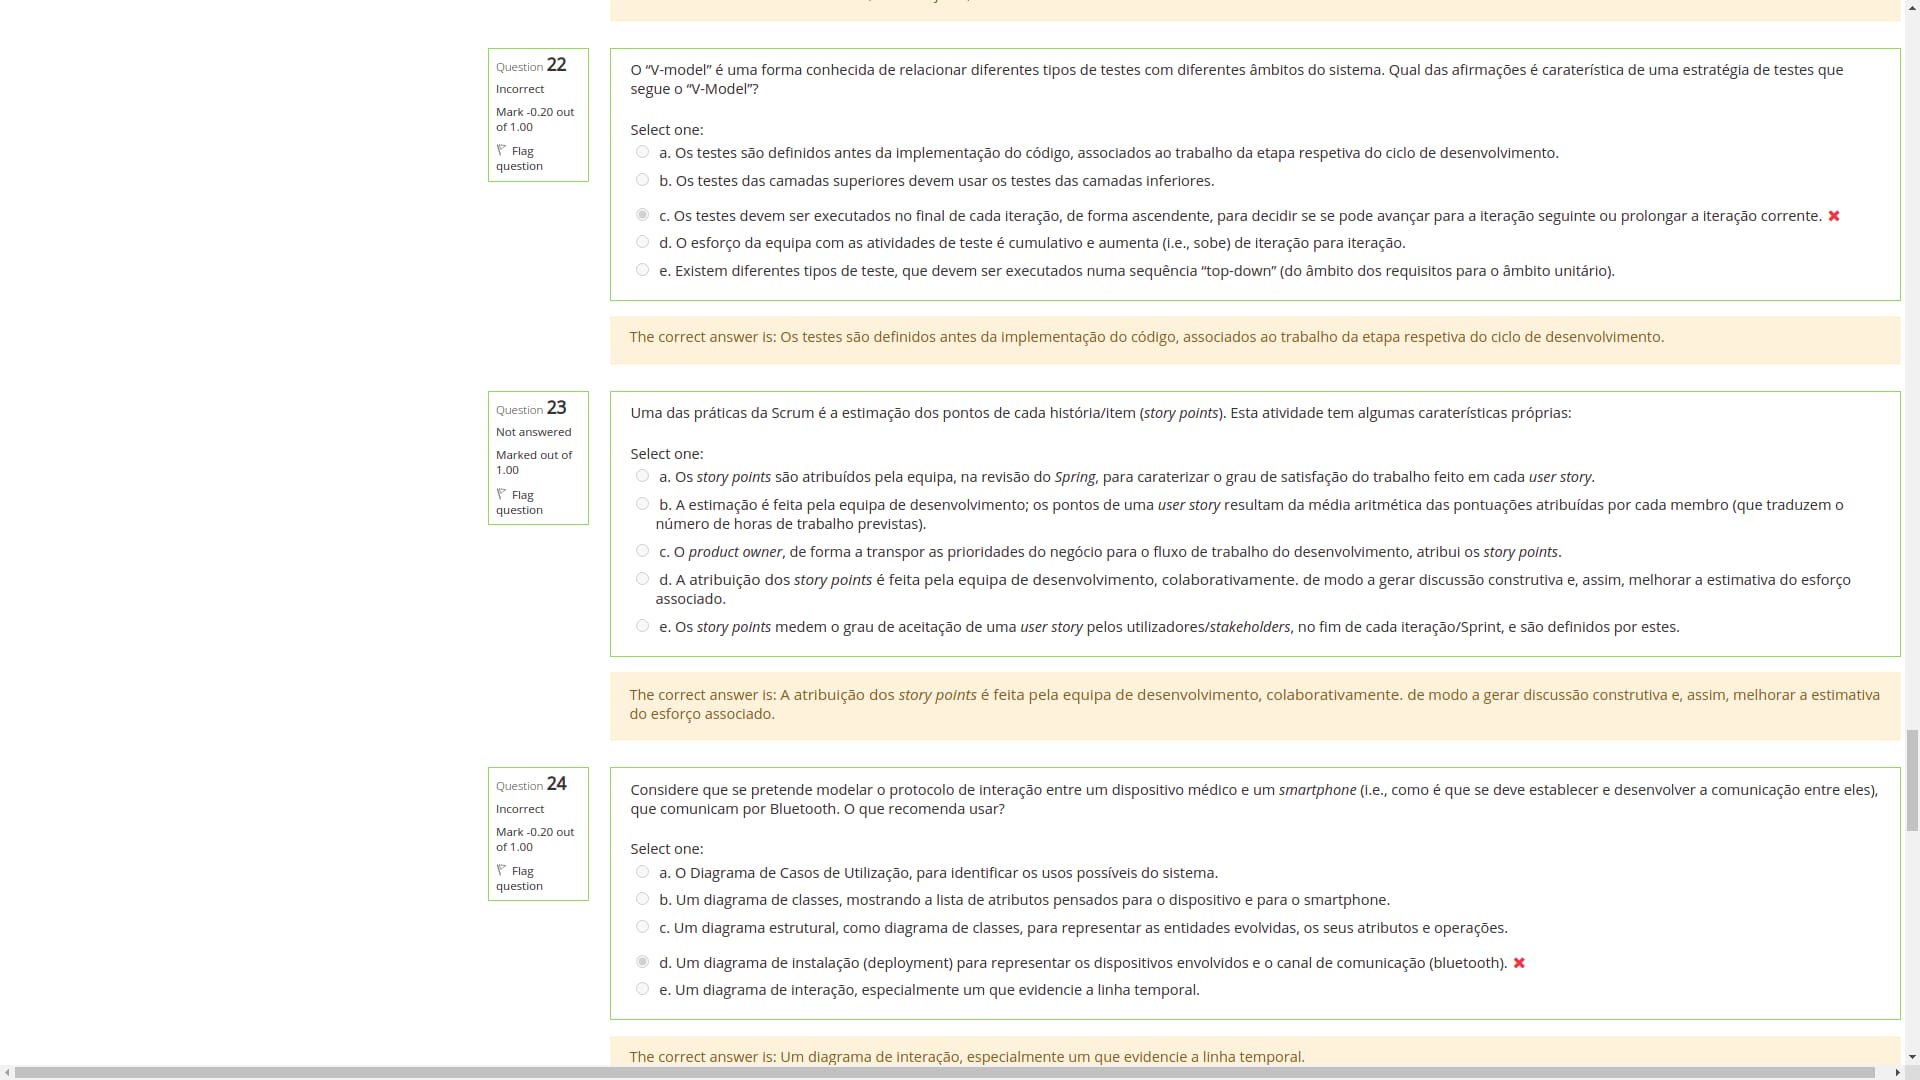 Question 22
Incorrect
Mark -0.20 out
of 1.00
Flag
question
O “V-model” é uma forma conhecida de relacionar diferentes tipos de testes com diferentes âmbitos do sistema. Qual das afirmações é caraterística de uma estratégia de testes que
segue o “V-Model”?
Select one:
a. Os testes são definidos antes da implementação do código, associados ao trabalho da etapa respetiva do ciclo de desenvolvimento.
b. Os testes das camadas superiores devem usar os testes das camadas inferiores.
c. Os testes devem ser executados no final de cada iteração, de forma ascendente, para decidir se se pode avançar para a iteração seguinte ou prolongar a iteração corrente.
d. O esforço da equipa com as atividades de teste é cumulativo e aumenta (i.e., sobe) de iteração para iteração.
e. Existem diferentes tipos de teste, que devem ser executados numa sequência “top-down” (do âmbito dos requisitos para o âmbito unitário).
The correct answer is: Os testes são definidos antes da implementação do código, associados ao trabalho da etapa respetiva do ciclo de desenvolvimento.
Question 23
Not answered
Marked out of
1.00
Flag
question
Uma das práticas da Scrum é a estimação dos pontos de cada história/item (story points). Esta atividade tem algumas caraterísticas próprias:
Select one:
a. Os story points são atribuídos pela equipa, na revisão do Spring, para caraterizar o grau de satisfação do trabalho feito em cada user story.
b. A estimação é feita pela equipa de desenvolvimento; os pontos de uma user story resultam da média aritmética das pontuações atribuídas por cada membro (que traduzem o
número de horas de trabalho previstas).
c. O product owner, de forma a transpor as prioridades do negócio para o fluxo de trabalho do desenvolvimento, atribui os story points.
d. A atribuição dos story points é feita pela equipa de desenvolvimento, colaborativamente. de modo a gerar discussão construtiva e, assim, melhorar a estimativa do esforço
associado.
e. Os story points medem o grau de aceitação de uma user story pelos utilizadores/stakeholders, no fim de cada iteração/Sprint, e são definidos por estes.
The correct answer is: A atribuição dos story points é feita pela equipa de desenvolvimento, colaborativamente. de modo a gerar discussão construtiva e, assim, melhorar a estimativa
do esforço associado.
Question 24
Incorrect
Mark -0.20 out
of 1.00
Flag
question
Considere que se pretende modelar o protocolo de interação entre um dispositivo médico e um smartphone (i.e., como é que se deve establecer e desenvolver a comunicação entre eles),
que comunicam por Bluetooth. O que recomenda usar?
Select one:
a. O Diagrama de Casos de Utilização, para identificar os usos possíveis do sistema.
b. Um diagrama de classes, mostrando a lista de atributos pensados para o dispositivo e para o smartphone.
c. Um diagrama estrutural, como diagrama de classes, para representar as entidades evolvidas, os seus atributos e operações.
d. Um diagrama de instalação (deployment) para representar os dispositivos envolvidos e o canal de comunicação (bluetooth).
e. Um diagrama de interação, especialmente um que evidencie a linha temporal.
The correct answer is: Um diagrama de interação, especialmente um que evidencie a linha temporal.